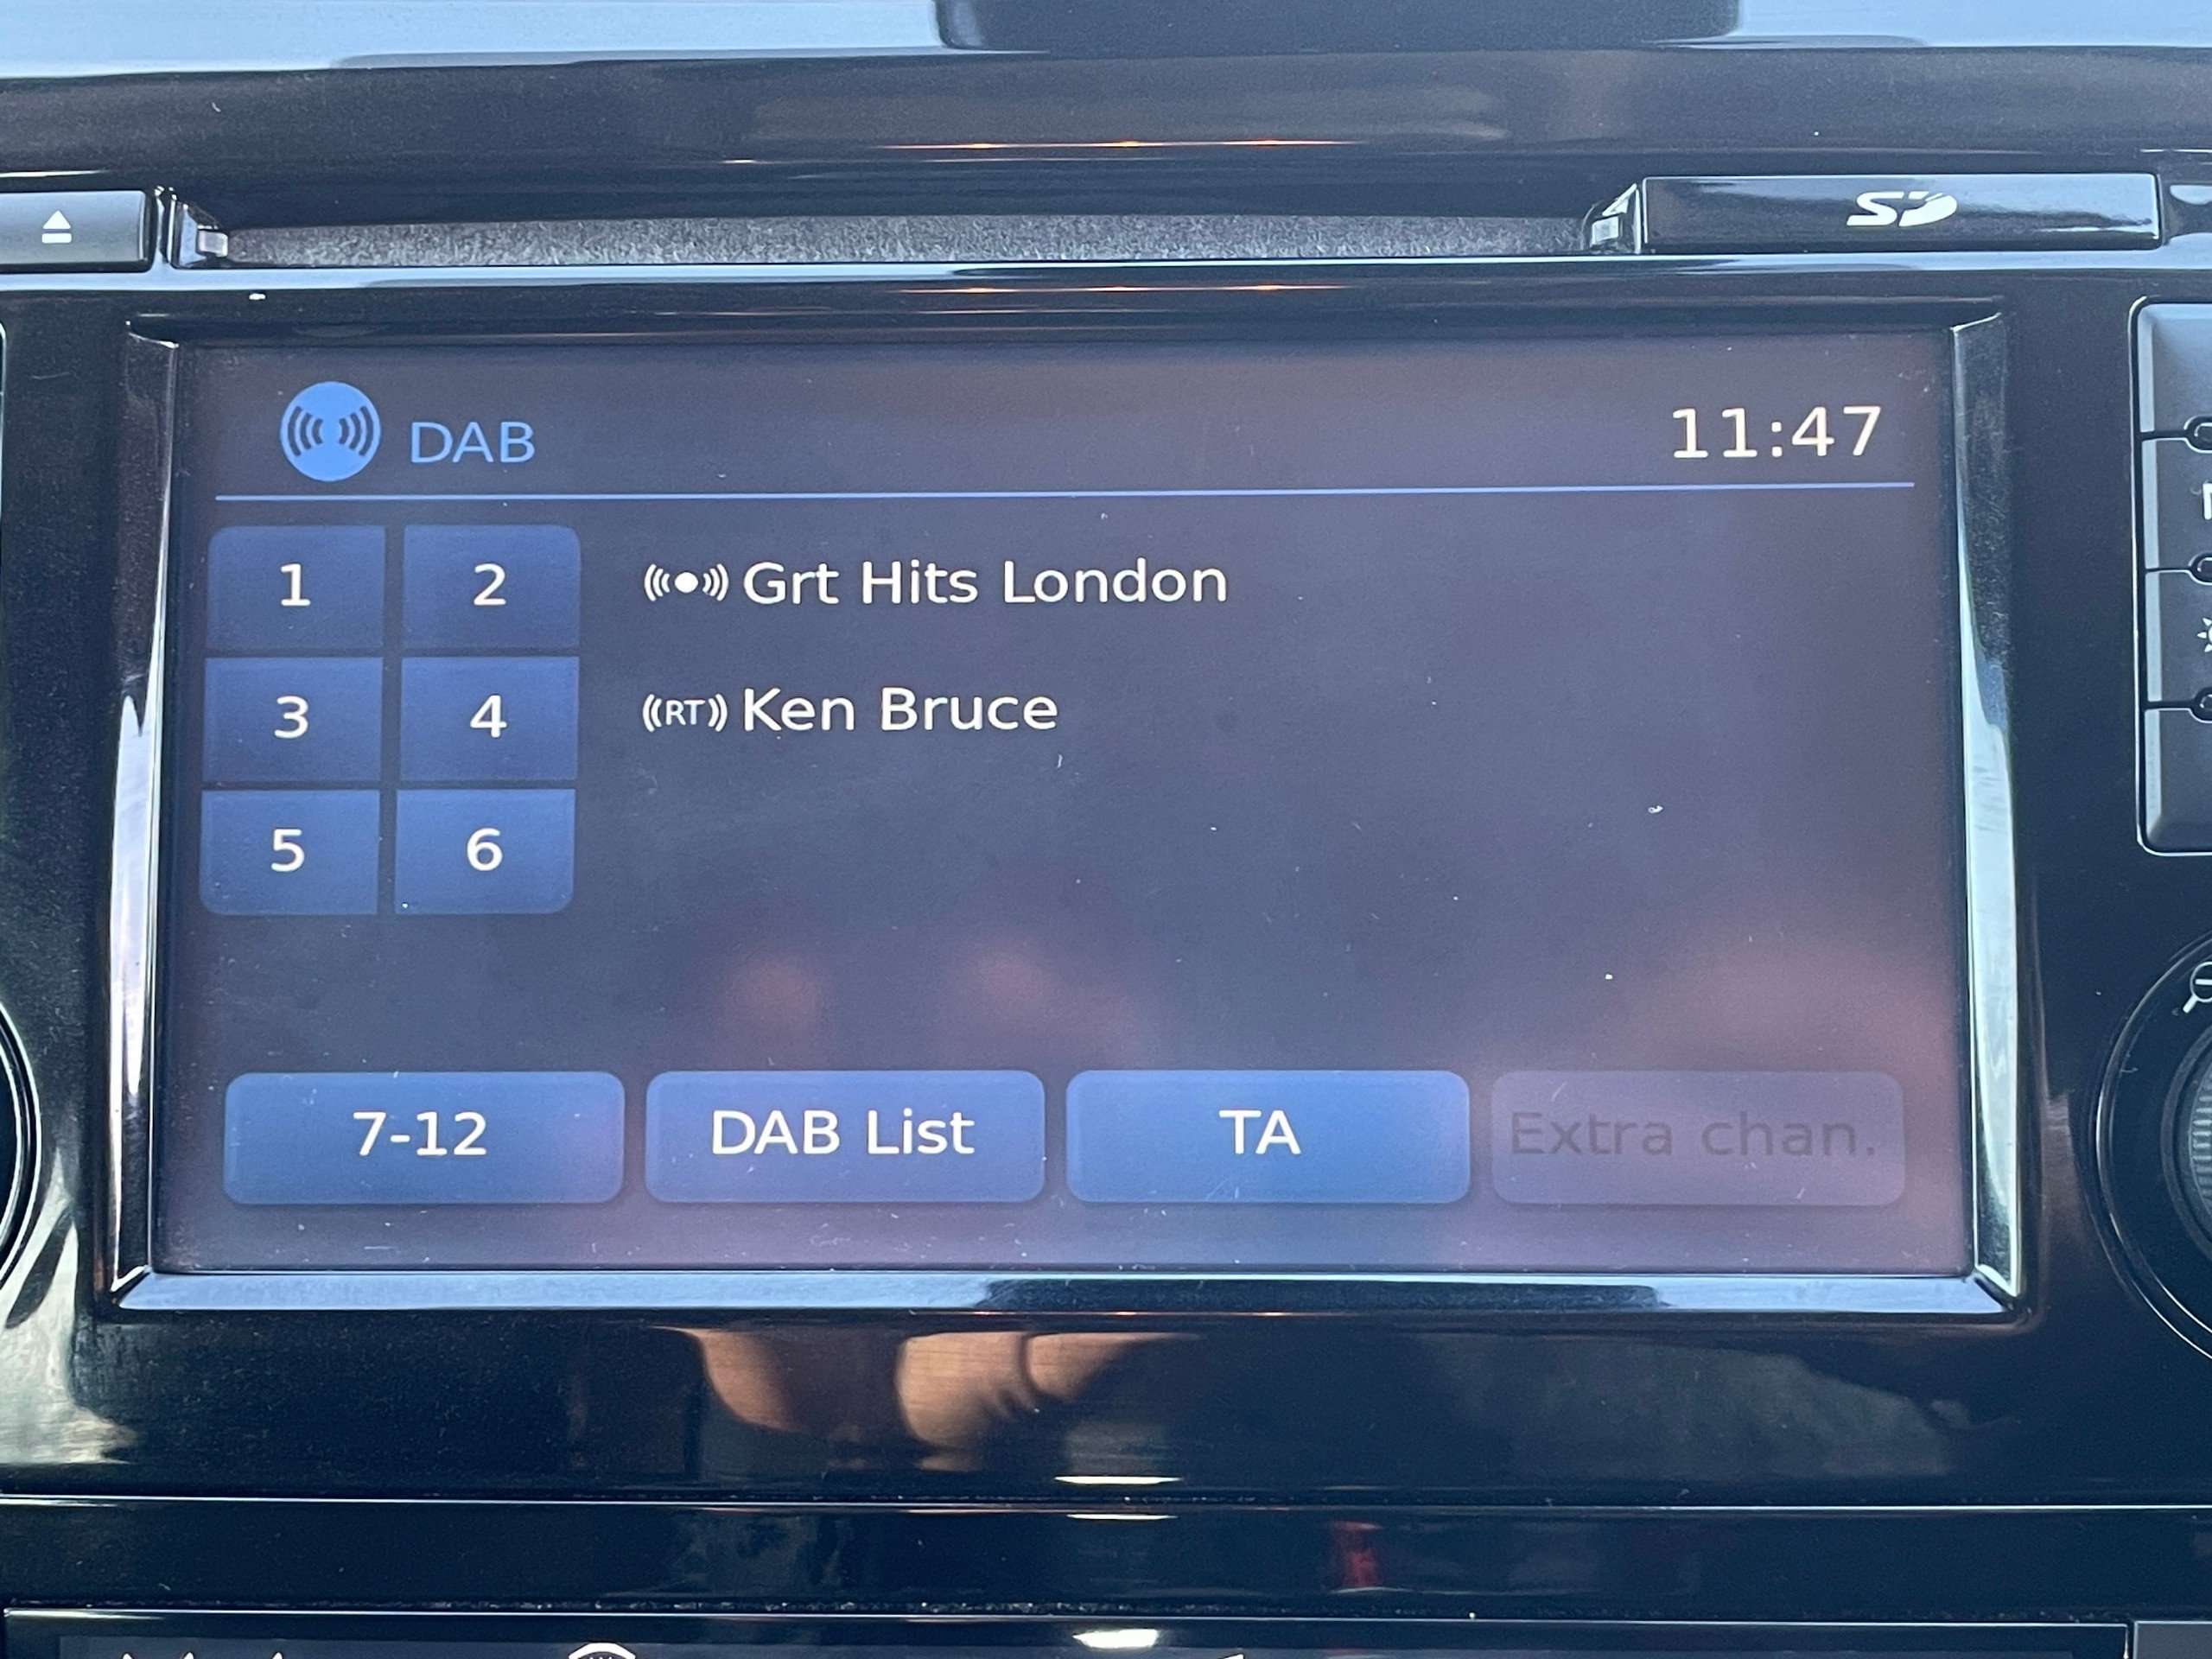 SD
DAB
11:47
1 2
Grt Hits London
3 4
RT Ken Bruce
5 6
7-12
DAB List
TA
Extra chan.